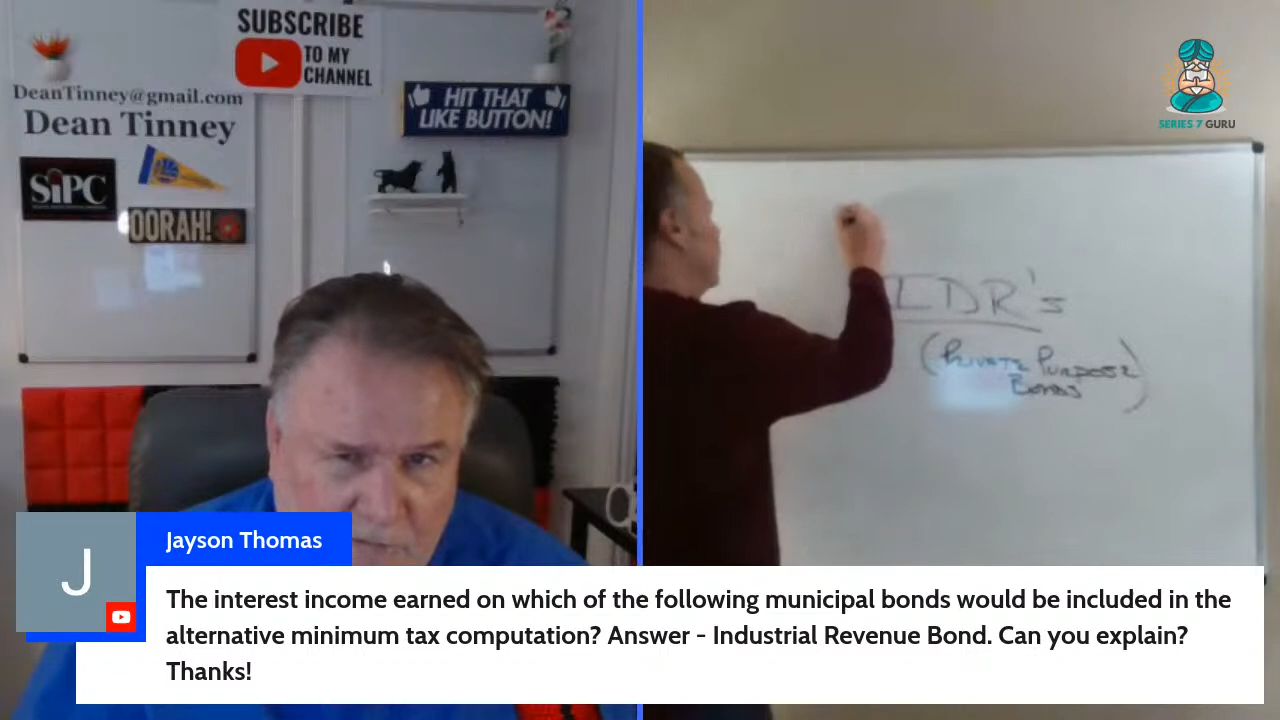 SUBSCRIBE
TO MY
CHANNEL
DeanTinney@gmail.com
Dean Tinney
HIT THAT
LIKE BUTTON!
SiPC
OORAH!
SERIES 7 GURU
IDR's
(Private Purpose
Bonds)
J
Jayson Thomas
The interest income earned on which of the following municipal bonds would be included in the
alternative minimum tax computation? Answer - Industrial Revenue Bond. Can you explain?
Thanks!